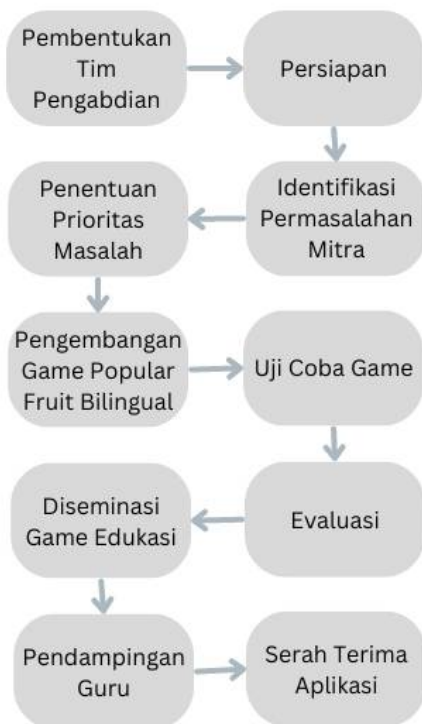 Pembentukan
Tim
Pengabdian
Persiapan
Identifikasi
Permasalahan
Mitra
Penentuan
Prioritas
Masalah
Pengembangan
Game Popular
Fruit Bilingual
Uji Coba Game
Evaluasi
Diseminasi
Game Edukasi
Pendampingan
Guru
Serah Terima
Aplikasi